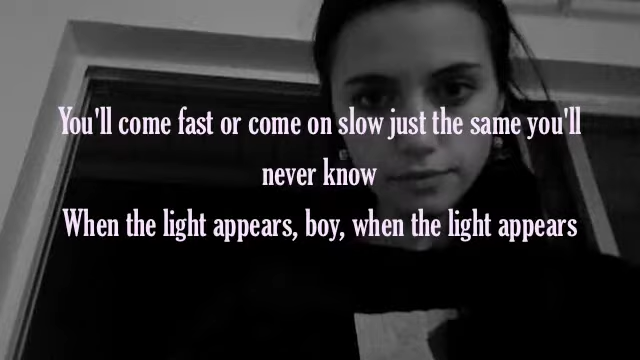 You'll come fast or come on slow just the same you'll
never know
When the light appears, boy, when the light appears